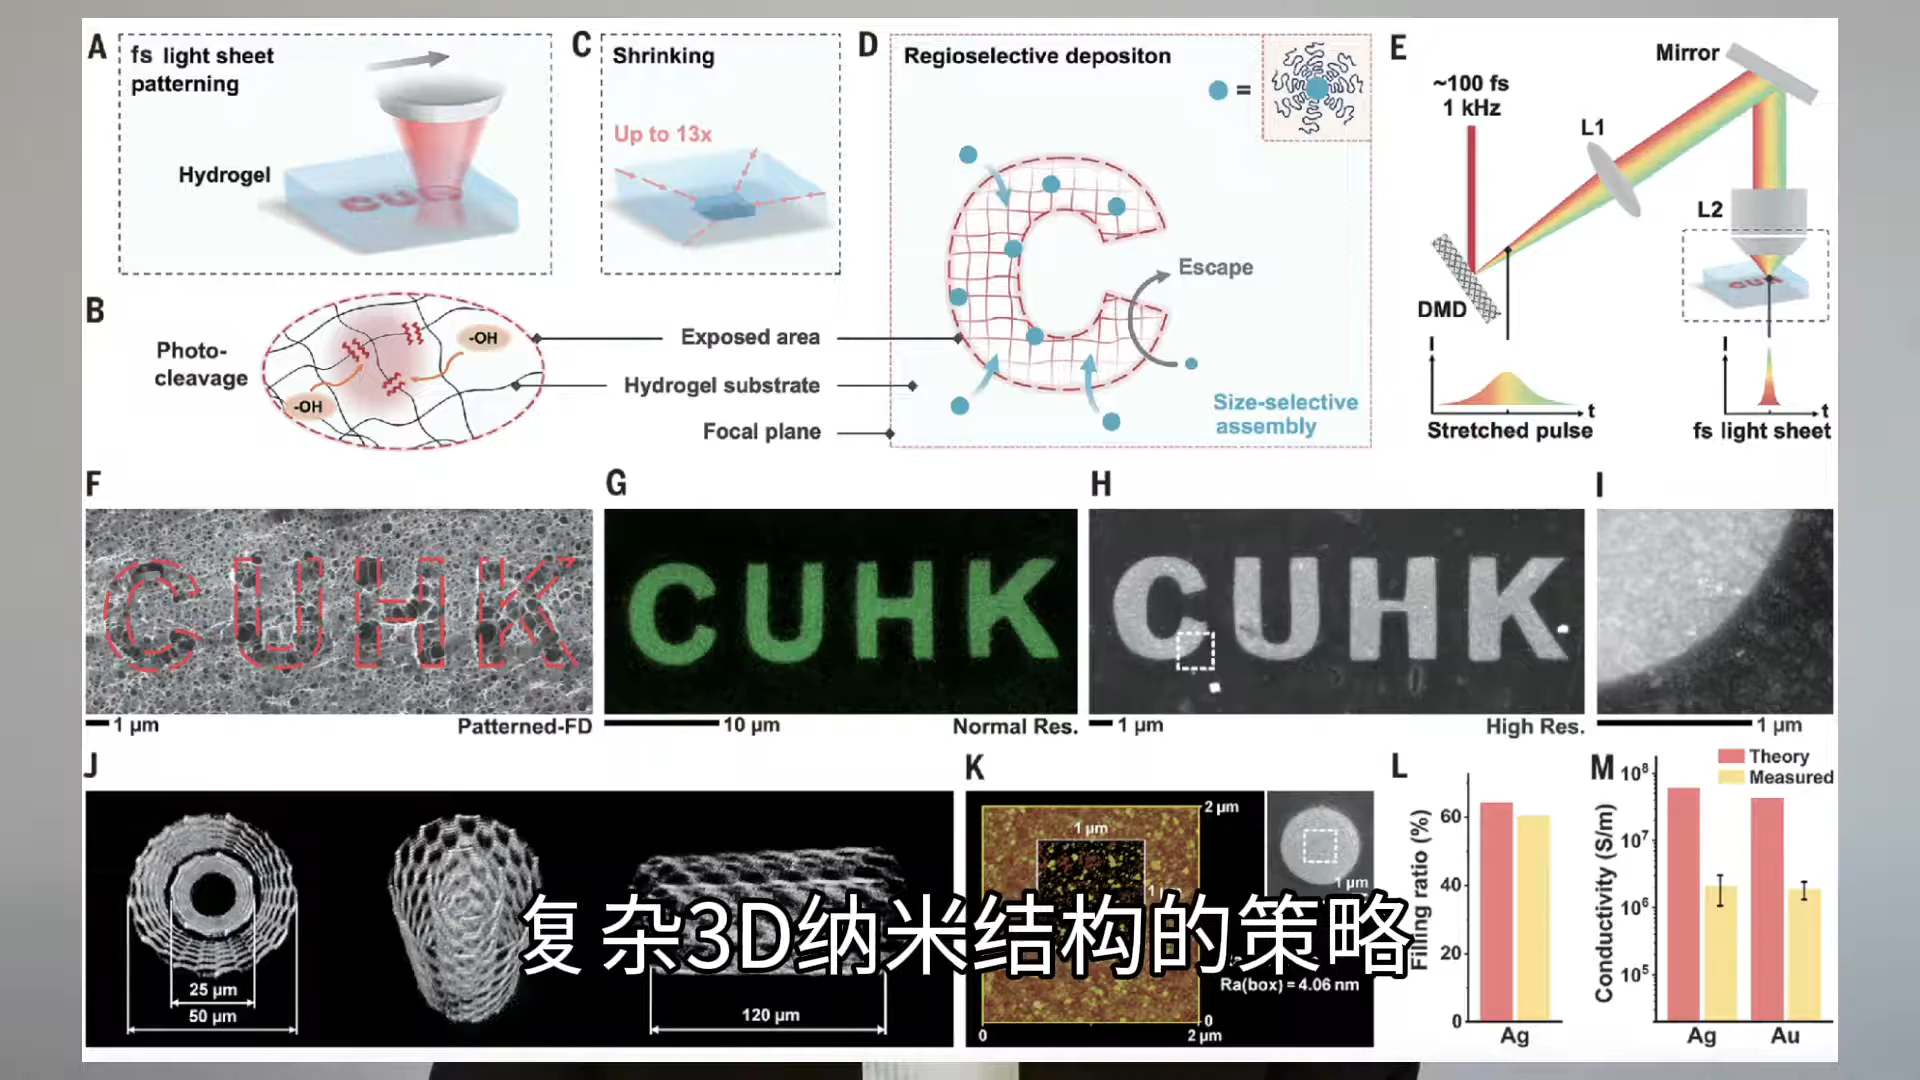 A
fs light sheet
patterning
Hydrogel
B
Photo-
cleavage
-OH
-OH
C
Shrinking
Up to 13x
Exposed area
Hydrogel substrate
Focal plane
D
Regioselective depositon
=
Escape
Size-selective
assembly
E
~100 fs
1 kHz
Mirror
L1
L2
DMD
I
t
Stretched pulse
I
t
fs light sheet
F
CUHK
1 µm
Patterned-FD
G
CUHK
10 µm
Normal Res.
H
CUHK
1 µm
High Res.
I
1 µm
J
25 µm
50 µm
120 µm
K
2 µm
1 µm
1 µm
0
Ra(box) = 4.06 nm
0
2 µm
L
Filling ratio (%)
60
40
20
0
Ag
M
Theory
Measured
Conductivity (S/m)
10⁸
10⁷
10⁶
10⁵
Ag
Au
复杂3D纳米结构的策略